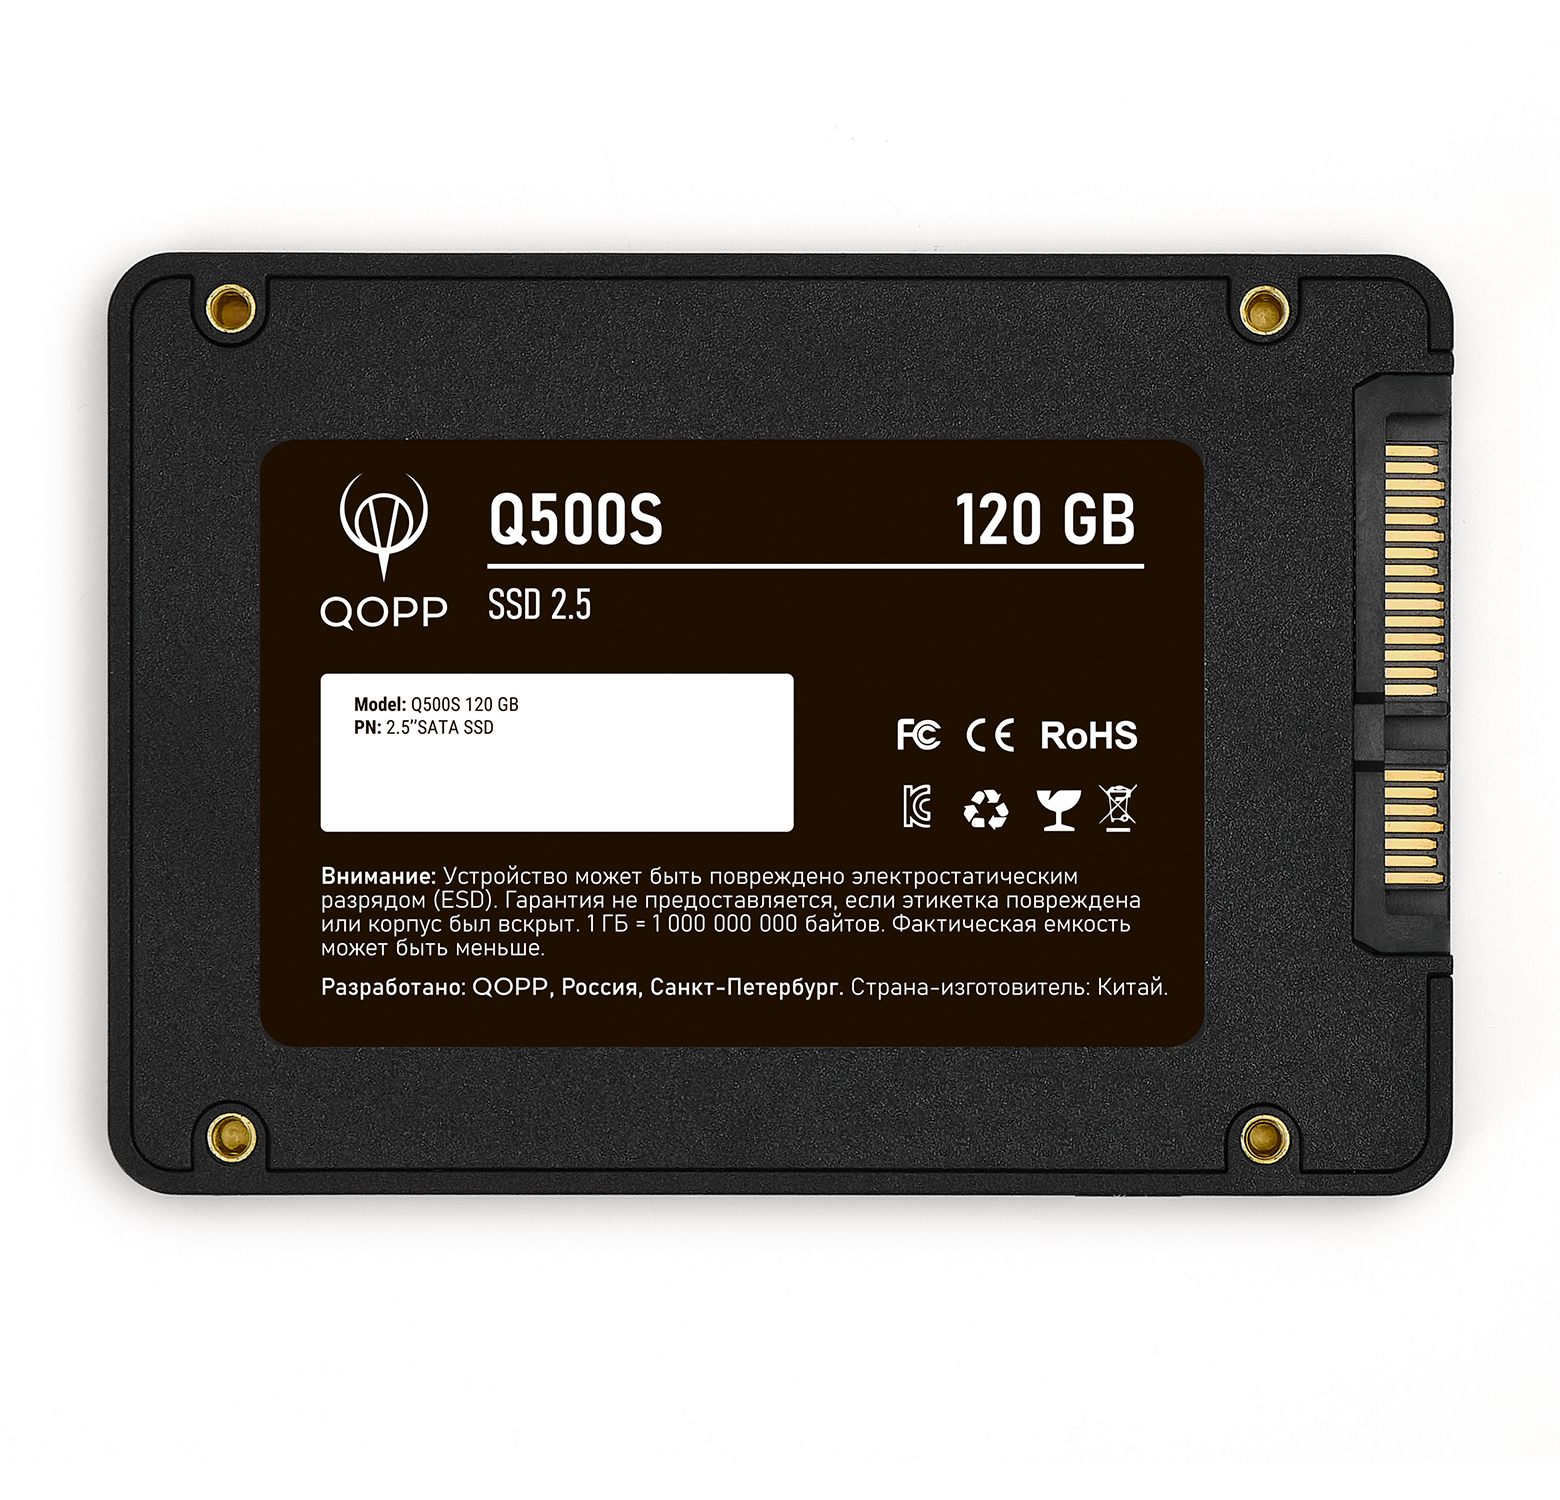 Q500S 120 GB
QOPP
SSD 2.5
Model: Q500S 120 GB
PN: 2.5’’SATA SSD
FC CE RoHS
Внимание: Устройство может быть повреждено электростатическим
разрядом (ESD). Гарантия не предоставляется, если этикетка повреждена
или корпус был вскрыт. 1 ГБ = 1 000 000 000 байтов. Фактическая емкость
может быть меньше.
Разработано: QOPP, Россия, Санкт-Петербург. Страна-изготовитель: Китай.